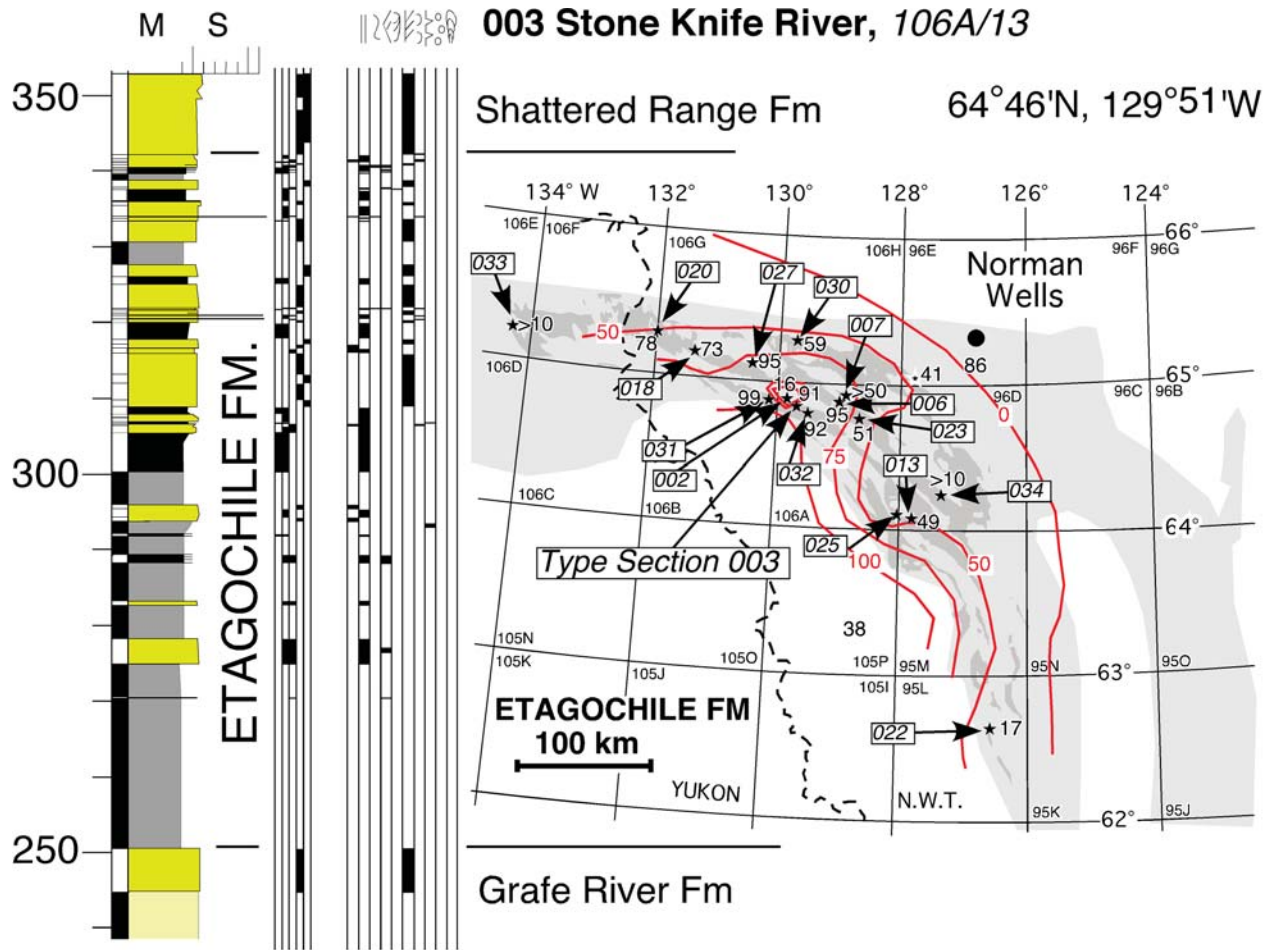 M S
003 Stone Knife River, 106A/13
350
Shattered Range Fm
64°46'N, 129°51'W
ETAGOCHILE FM.
300
250
Grafe River Fm
134° W 132° 130° 128° 126° 124°
106E 106F 106G 106H 96E 96F 96G 66°
Norman
Wells
033 020 027 030 007
>10 50 78 73 95 59 >50 41 86
106D 65° 96D 96C 96B
018 16 99 91 92 95 51 006 0
031 75 023
002 032 013 >10 034
106C 106B 106A 49 64°
Type Section 003 025 100 50
38
105N 105O 105P 95M 95N 95O 63°
105K 105J 105I 95L
ETAGOCHILE FM
100 km
022 17
YUKON N.W.T. 95K 62° 95J